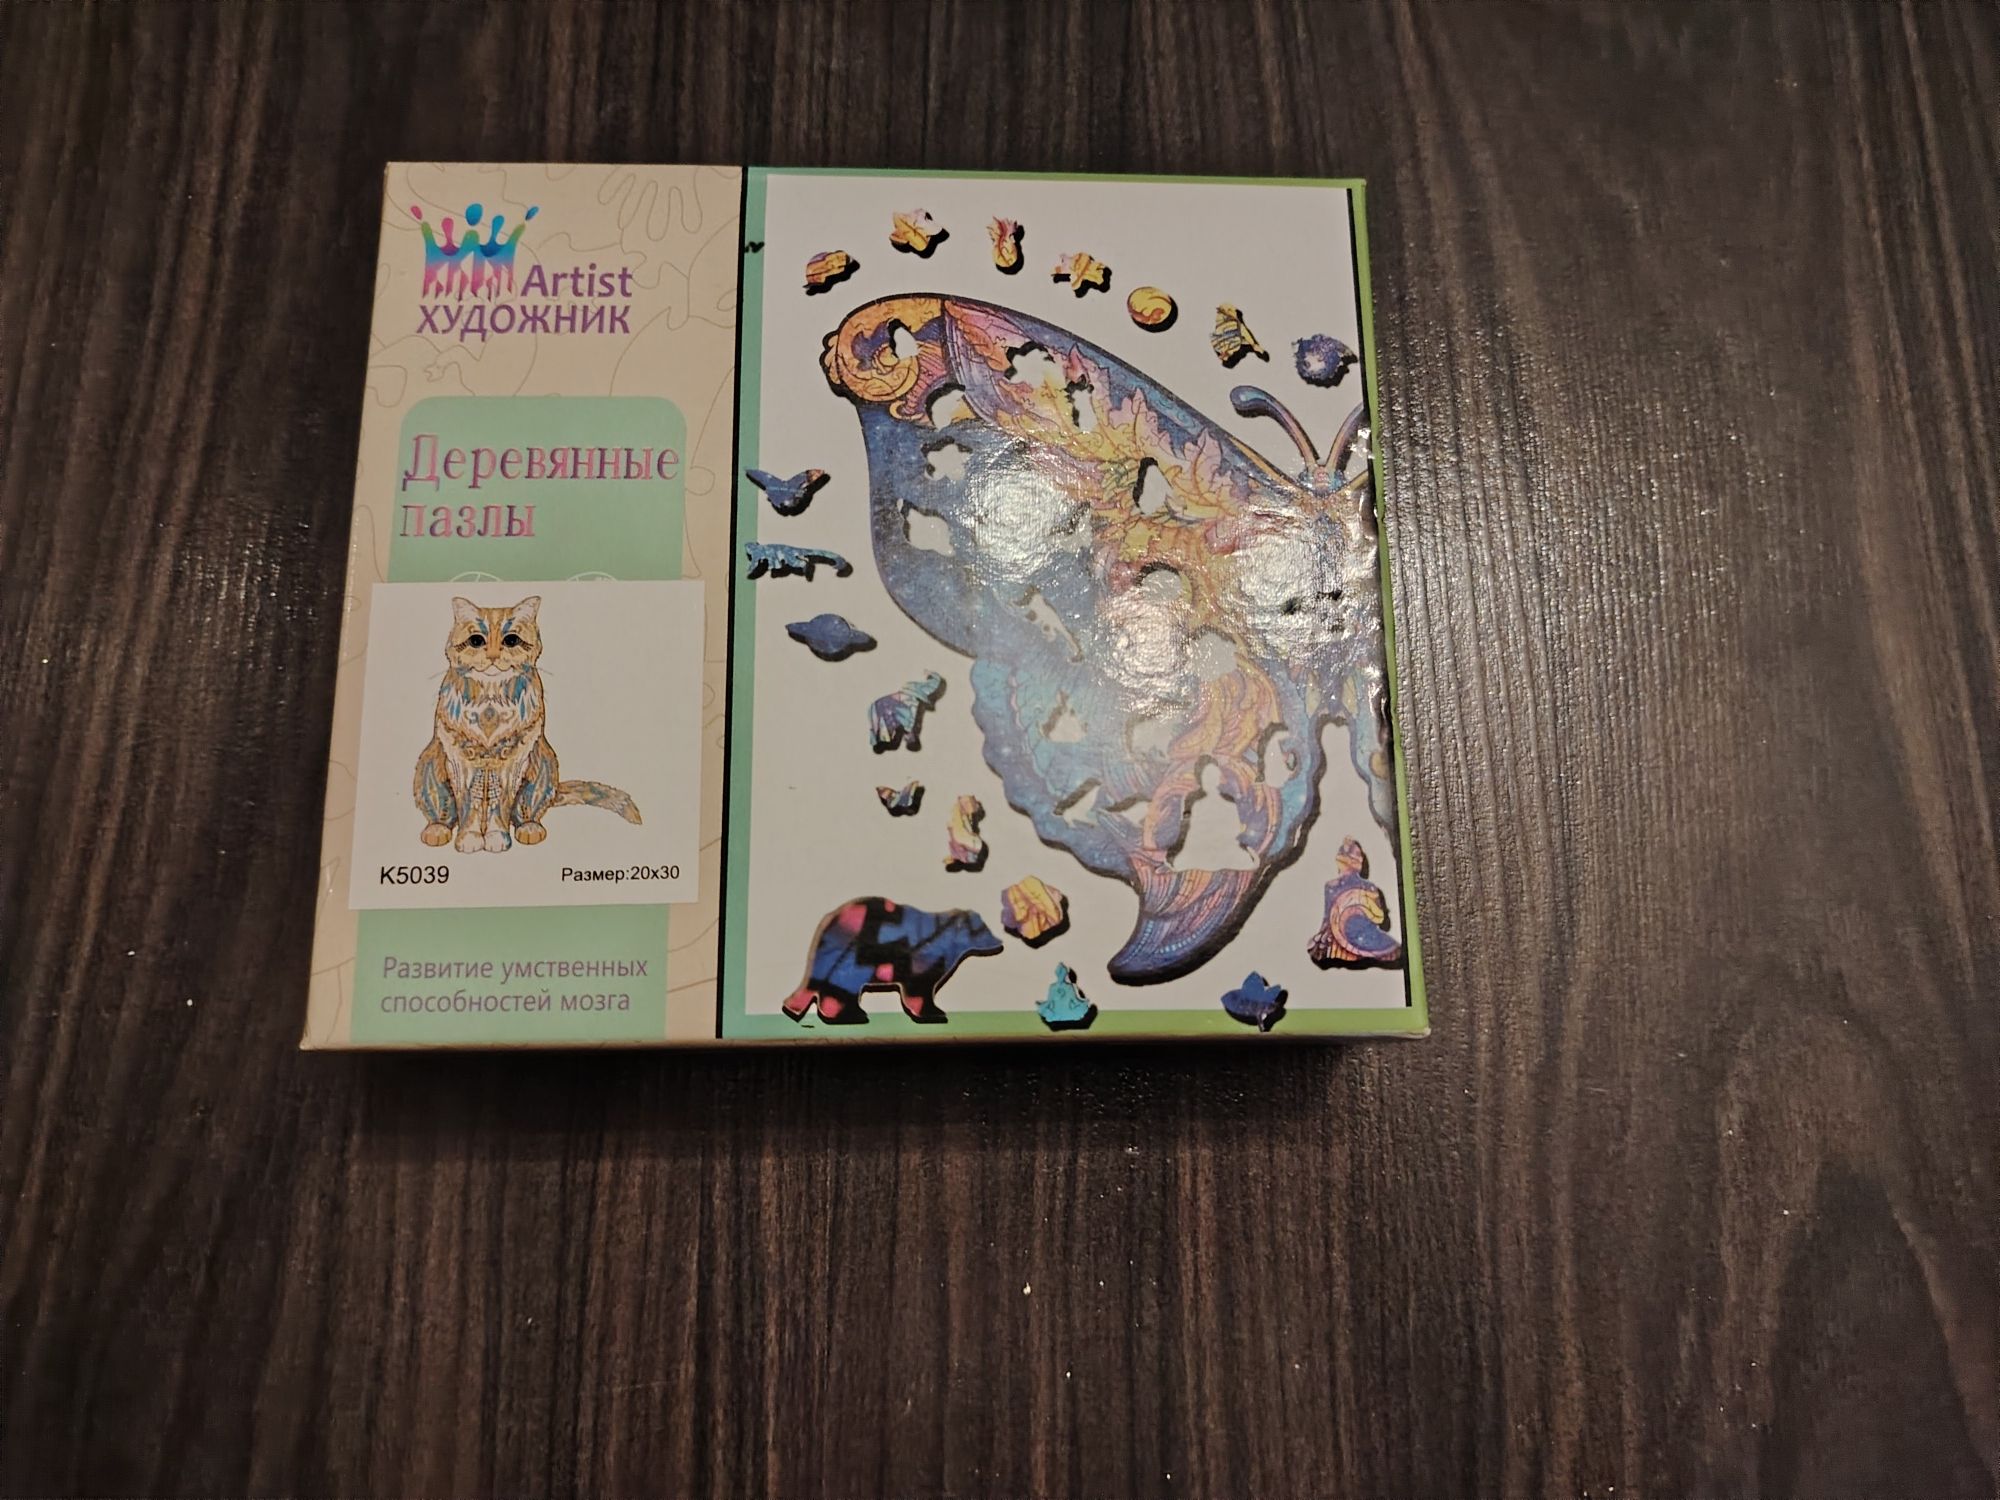 Artist
ХУДОЖНИК
Деревянные
пазлы
K5039
Размер:20x30
Развитие умственных
способностей мозга